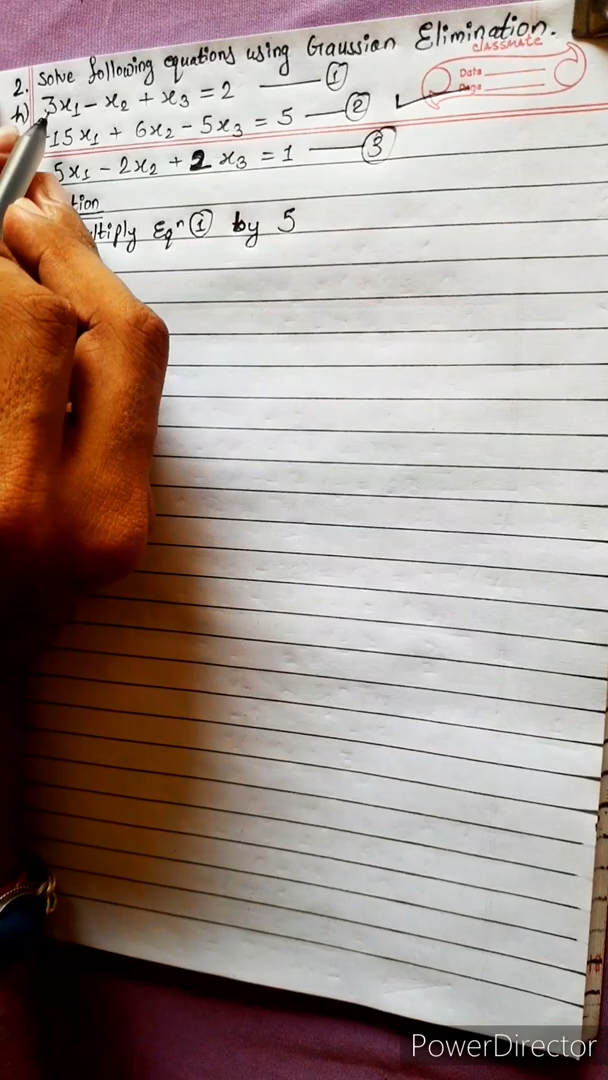 2. Solve following equations using Gaussian Elimination.
classmate
Date
Page
h) 3x₁ - x₂ + x₃ = 2 —— ①
-15x₁ + 6x₂ - 5x₃ = 5 —— ②
5x₁ - 2x₂ + 2x₃ = 1 —— ③
tion
ltiply Eqⁿ ① by 5
PowerDirector